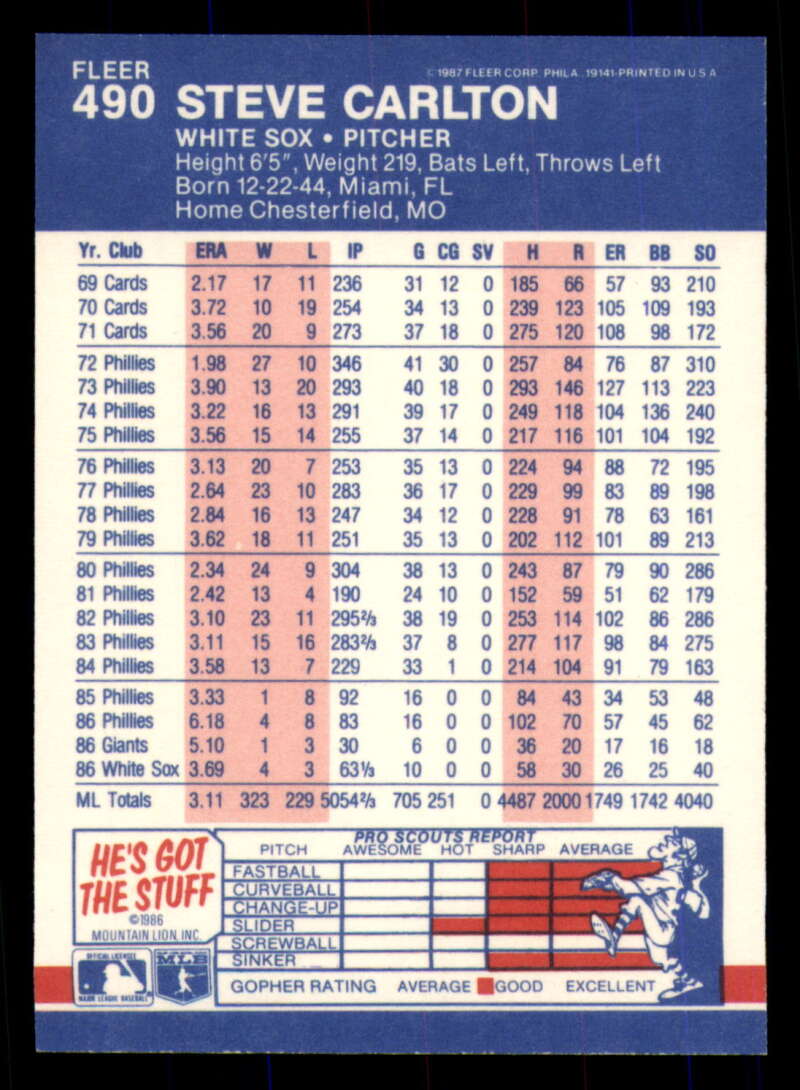 FLEER
© 1987 FLEER CORP. PHILA. 19141-PRINTED IN U S A
490 STEVE CARLTON
WHITE SOX • PITCHER
Height 6'5", Weight 219, Bats Left, Throws Left
Born 12-22-44, Miami, FL
Home Chesterfield, MO
Yr. Club ERA W L IP G CG SV H R ER BB SO
69 Cards 2.17 17 11 236 31 12 0 185 66 57 93 210
70 Cards 3.72 10 19 254 34 13 0 239 123 105 109 193
71 Cards 3.56 20 9 273 37 18 0 275 120 108 98 172
72 Phillies 1.98 27 10 346 41 30 0 257 84 76 87 310
73 Phillies 3.90 13 20 293 40 18 0 293 146 127 113 223
74 Phillies 3.22 16 13 291 39 17 0 249 118 104 136 240
75 Phillies 3.56 15 14 255 37 14 0 217 116 101 104 192
76 Phillies 3.13 20 7 253 35 13 0 224 94 88 72 195
77 Phillies 2.64 23 10 283 36 17 0 229 99 83 89 198
78 Phillies 2.84 16 13 247 34 12 0 228 91 78 63 161
79 Phillies 3.62 18 11 251 35 13 0 202 112 101 89 213
80 Phillies 2.34 24 9 304 38 13 0 243 87 79 90 286
81 Phillies 2.42 13 4 190 24 10 0 152 59 51 62 179
82 Phillies 3.10 23 11 295⅔ 38 19 0 253 114 102 86 286
83 Phillies 3.11 15 16 283⅔ 37 8 0 277 117 98 84 275
84 Phillies 3.58 13 7 229 33 1 0 214 104 91 79 163
85 Phillies 3.33 1 8 92 16 0 0 84 43 34 53 48
86 Phillies 6.18 4 8 83 16 0 0 102 70 57 45 62
86 Giants 5.10 1 3 30 6 0 0 36 20 17 16 18
86 White Sox 3.69 4 3 63⅓ 10 0 0 58 30 26 25 40
ML Totals 3.11 323 229 5054⅔ 705 251 0 4487 2000 1749 1742 4040
HE'S GOT
THE STUFF
©1986
MOUNTAIN LION, INC.
PRO SCOUTS REPORT
PITCH AWESOME HOT SHARP AVERAGE
FASTBALL
CURVEBALL
CHANGE-UP
SLIDER
SCREWBALL
SINKER
GOPHER RATING AVERAGE GOOD EXCELLENT
OFFICIAL LICENSEE
MAJOR LEAGUE BASEBALL
MLB